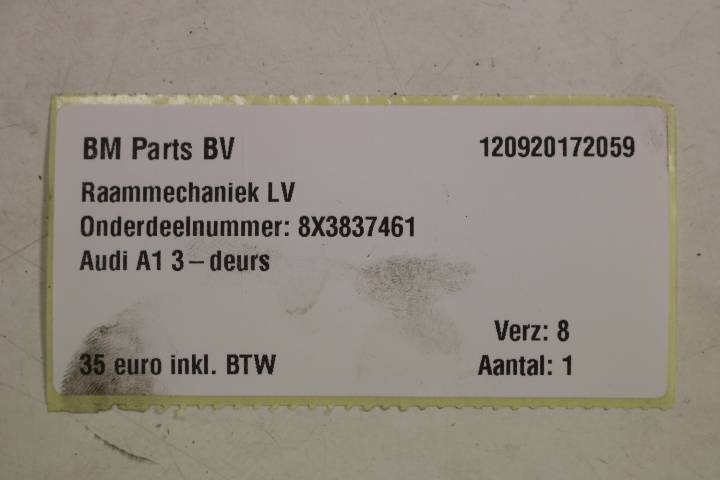 BM Parts BV 120920172059
Raammechaniek LV
Onderdeelnummer: 8X3837461
Audi A1 3-deurs
Verz: 8
35 euro inkl. BTW Aantal: 1